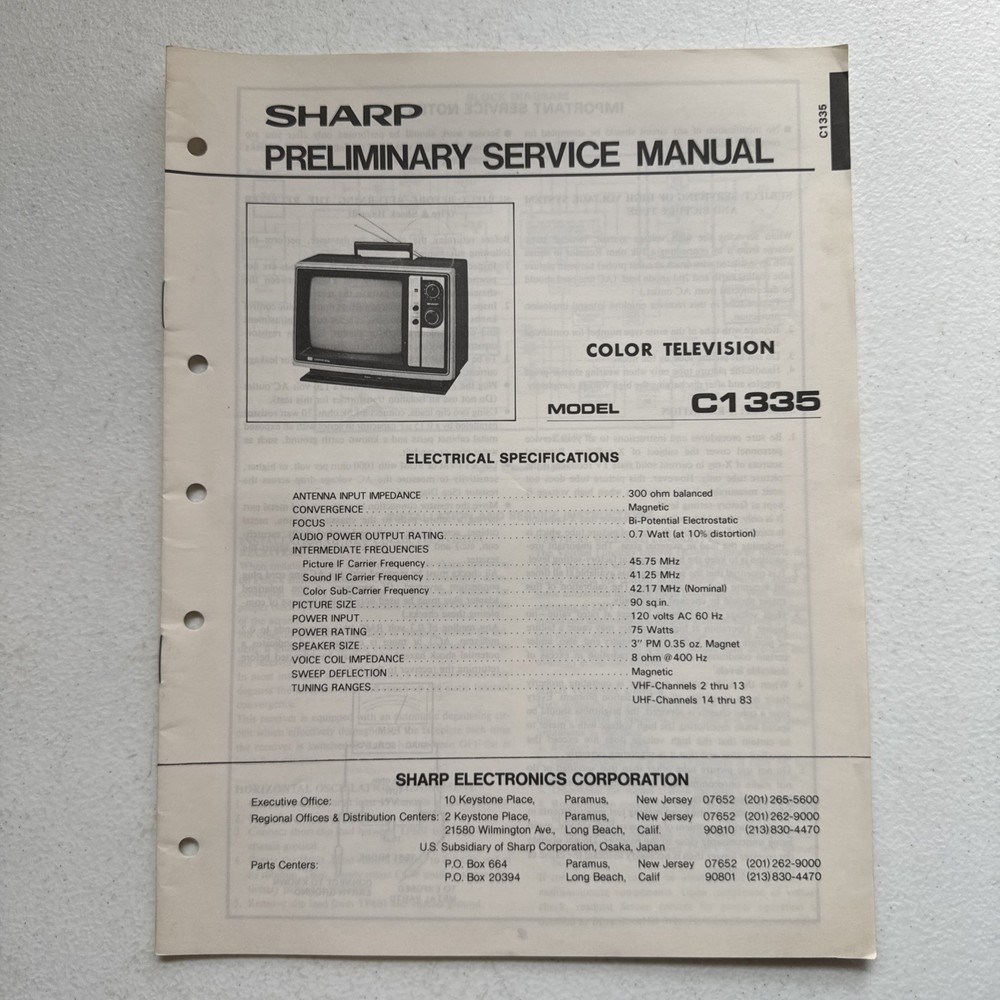 SHARP
PRELIMINARY SERVICE MANUAL
C1335
COLOR TELEVISION
MODEL C1335
ELECTRICAL SPECIFICATIONS
ANTENNA INPUT IMPEDANCE 300 ohm balanced
CONVERGENCE Magnetic
FOCUS Bi-Potential Electrostatic
AUDIO POWER OUTPUT RATING 0.7 Watt (at 10% distortion)
INTERMEDIATE FREQUENCIES
Picture IF Carrier Frequency 45.75 MHz
Sound IF Carrier Frequency 41.25 MHz
Color Sub-Carrier Frequency 42.17 MHz (Nominal)
PICTURE SIZE 90 sq.in.
POWER INPUT 120 volts AC 60 Hz
POWER RATING 75 Watts
SPEAKER SIZE 3" PM 0.35 oz. Magnet
VOICE COIL IMPEDANCE 8 ohm @ 400 Hz
SWEEP DEFLECTION Magnetic
TUNING RANGES VHF-Channels 2 thru 13
UHF-Channels 14 thru 83
SHARP ELECTRONICS CORPORATION
Executive Office: 10 Keystone Place, Paramus, New Jersey 07652 (201) 265-5600
Regional Offices & Distribution Centers: 2 Keystone Place, Paramus, New Jersey 07652 (201) 262-9000
21580 Wilmington Ave., Long Beach, Calif. 90810 (213) 830-4470
U.S. Subsidiary of Sharp Corporation, Osaka, Japan
Parts Centers: P.O. Box 664 Paramus, New Jersey 07652 (201) 262-9000
P.O. Box 20394 Long Beach, Calif 90801 (213) 830-4470